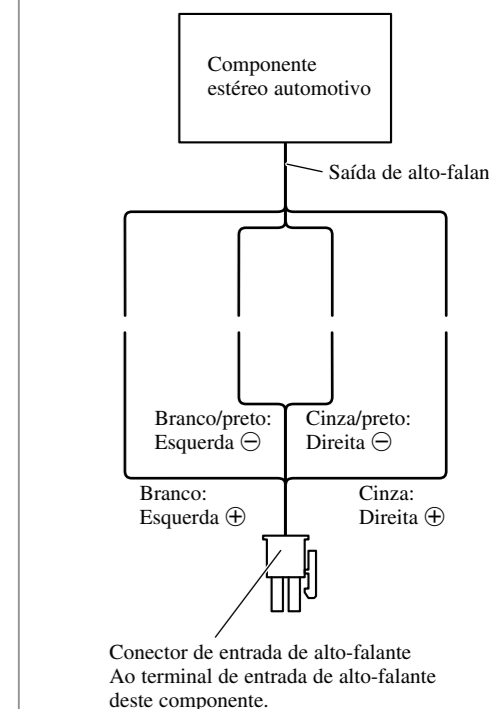 Componente
estéreo automotivo
Saída de alto-falan
Branco/preto:
Esquerda ⊖
Cinza/preto:
Direita ⊖
Branco:
Esquerda ⊕
Cinza:
Direita ⊕
Conector de entrada de alto-falante
Ao terminal de entrada de alto-falante
deste componente.